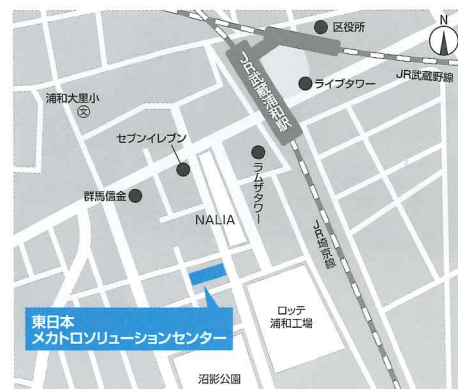 区役所
N
JR武蔵浦和駅
JR武蔵野線
ライブタワー
浦和大里小
文
セブンイレブン
ラムザタワー
群馬信金
NALIA
JR埼京線
東日本
メカトロソリューションセンター
ロッテ
浦和工場
沼影公園